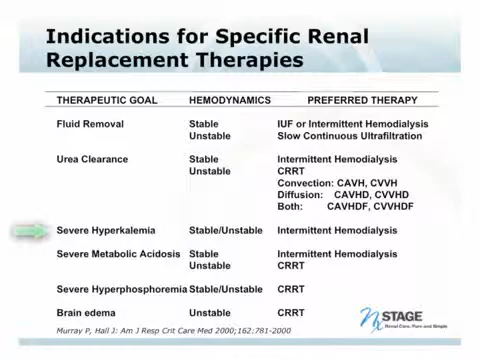 Indications for Specific Renal
Replacement Therapies
THERAPEUTIC GOAL HEMODYNAMICS PREFERRED THERAPY
Fluid Removal Stable IUF or Intermittent Hemodialysis
Unstable Slow Continuous Ultrafiltration
Urea Clearance Stable Intermittent Hemodialysis
Unstable CRRT
Convection: CAVH, CVVH
Diffusion: CAVHD, CVVHD
Both: CAVHDF, CVVHDF
Severe Hyperkalemia Stable/Unstable Intermittent Hemodialysis
Severe Metabolic Acidosis Stable Intermittent Hemodialysis
Unstable CRRT
Severe Hyperphosphoremia Stable/Unstable CRRT
Brain edema Unstable CRRT
Murray P, Hall J: Am J Resp Crit Care Med 2000;162:781-2000
NxSTAGE
Renal Care, Pure and Simple